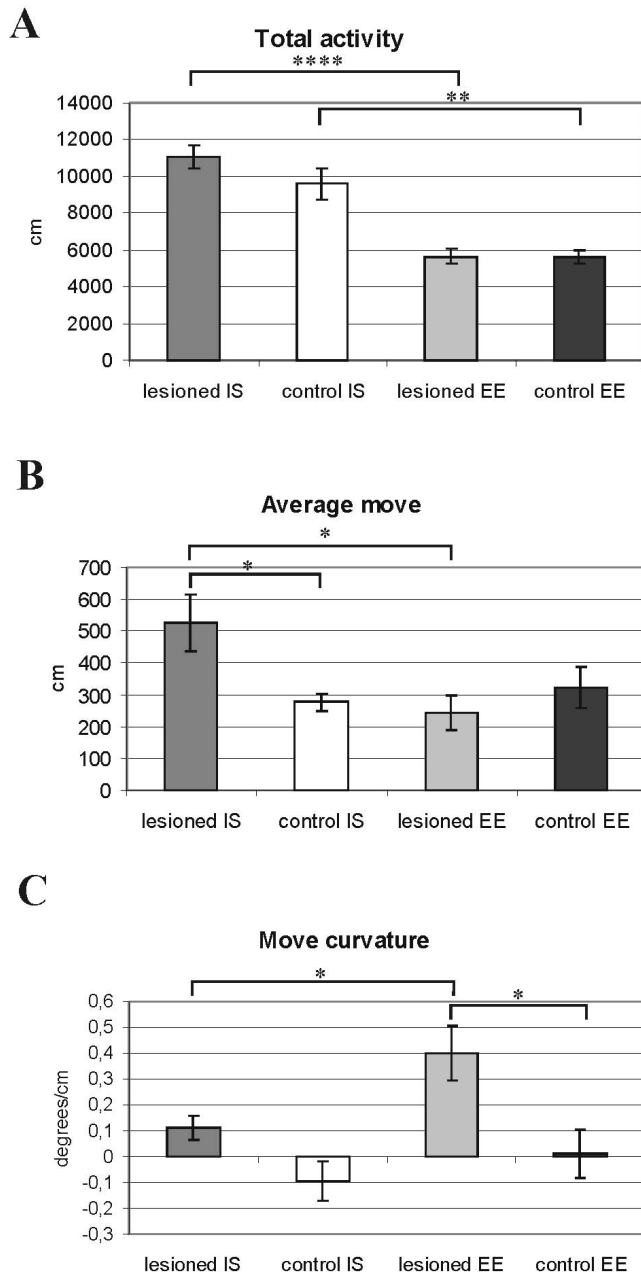 A
Total activity
****
**
14000
12000
10000
8000
6000
4000
2000
0
cm
lesioned IS control IS lesioned EE control EE
B
Average move
*
*
700
600
500
400
300
200
100
0
cm
lesioned IS control IS lesioned EE control EE
C
Move curvature
*
*
0,6
0,5
0,4
0,3
0,2
0,1
0
-0,1
-0,2
-0,3
degrees/cm
lesioned IS control IS lesioned EE control EE